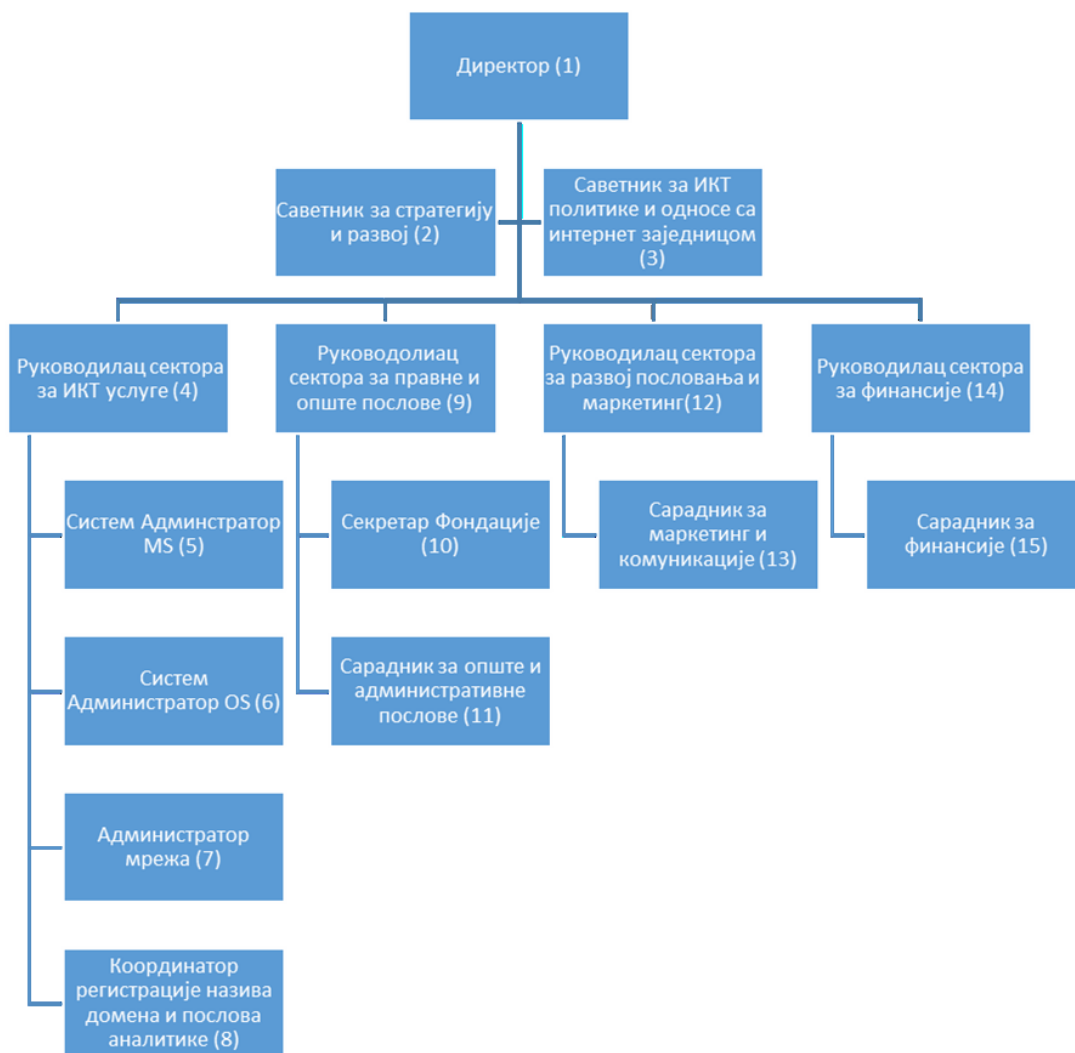 Директор (1)
Саветник за стратегију
и развој (2)
Саветник за ИКТ
политике и односе са
интернет заједницом
(3)
Руководилац сектора
за ИКТ услуге (4)
Руководолиац
сектора за правне и
опште послове (9)
Руководилац сектора
за развој пословања и
маркетинг(12)
Руководилац сектора
за финансије (14)
Систем Админстратор
MS (5)
Секретар Фондације
(10)
Сарадник за
маркетинг и
комуникације (13)
Сарадник за
финансије (15)
Систем
Администратор OS (6)
Сарадник за опште и
административне
послове (11)
Администратор
мрежа (7)
Координатор
регистрације назива
домена и послова
аналитике (8)